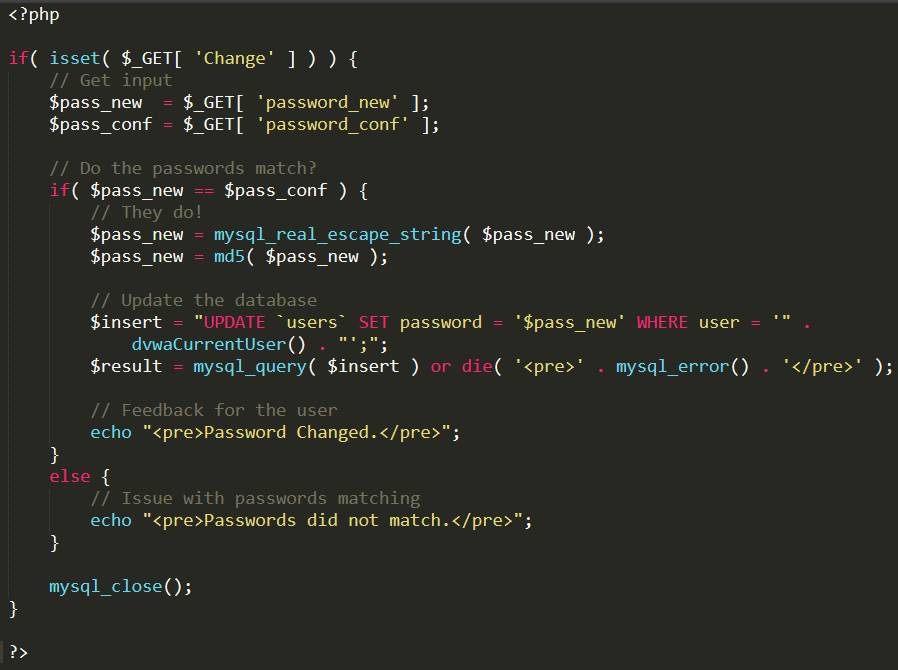 <?php
if( isset( $_GET[ 'Change' ] ) ) {
    // Get input
    $pass_new  = $_GET[ 'password_new' ];
    $pass_conf = $_GET[ 'password_conf' ];
    // Do the passwords match?
    if( $pass_new == $pass_conf ) {
        // They do!
        $pass_new = mysql_real_escape_string( $pass_new );
        $pass_new = md5( $pass_new );
        // Update the database
        $insert = "UPDATE `users` SET password = '$pass_new' WHERE user = '" .
            dvwaCurrentUser() . "';";
        $result = mysql_query( $insert ) or die( '<pre>' . mysql_error() . '</pre>' );
        // Feedback for the user
        echo "<pre>Password Changed.</pre>";
    }
    else {
        // Issue with passwords matching
        echo "<pre>Passwords did not match.</pre>";
    }
    mysql_close();
}
?>